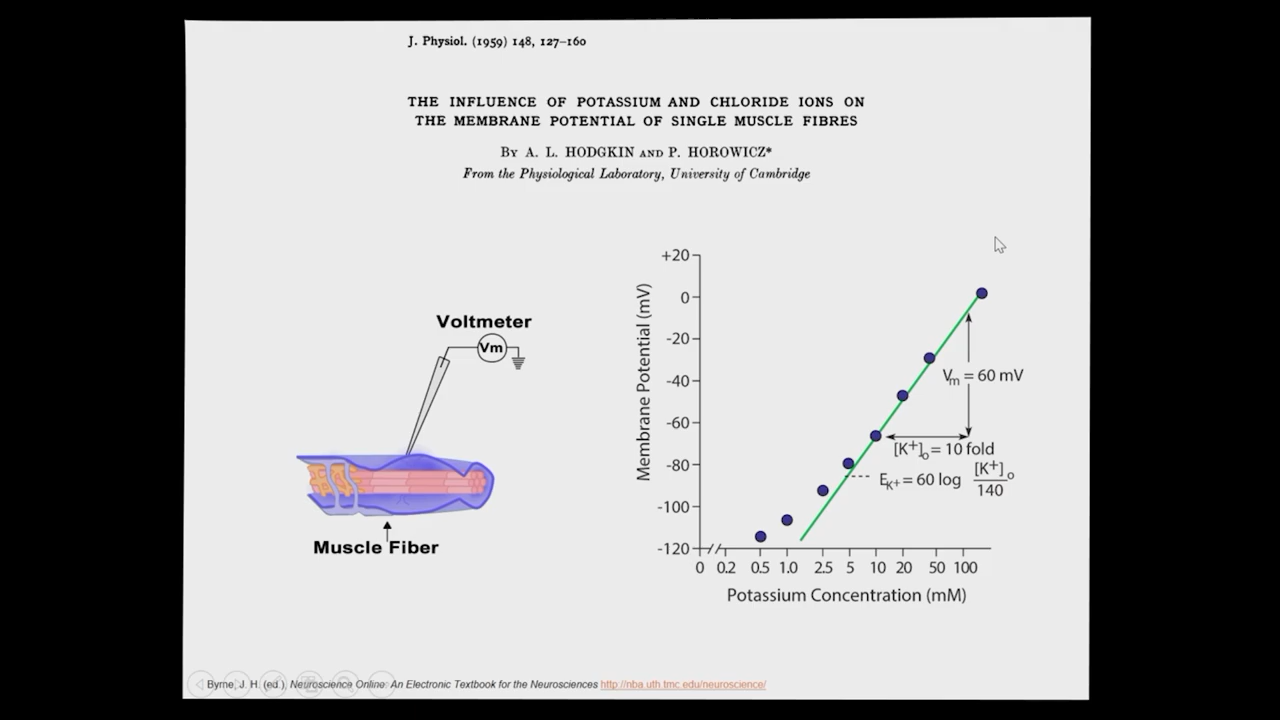 J. Physiol. (1959) 148, 127–160
THE INFLUENCE OF POTASSIUM AND CHLORIDE IONS ON
THE MEMBRANE POTENTIAL OF SINGLE MUSCLE FIBRES
By A. L. HODGKIN AND P. HOROWICZ*
From the Physiological Laboratory, University of Cambridge
Voltmeter
Vm
Muscle Fiber
Membrane Potential (mV)
+20
0
-20
-40
-60
-80
-100
-120
Vm = 60 mV
[K+]o = 10 fold
EK+ = 60 log [K+]o
140
0 0.2 0.5 1.0 2.5 5 10 20 50 100
Potassium Concentration (mM)
Byrne, J. H. (ed.), Neuroscience Online: An Electronic Textbook for the Neurosciences http://nba.uth.tmc.edu/neuroscience/